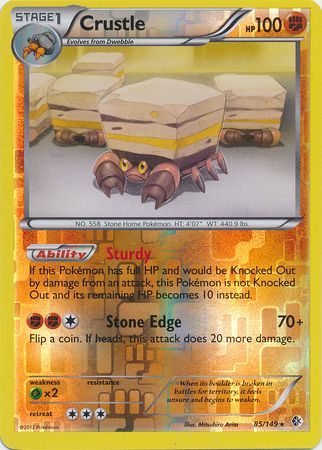 STAGE 1
Crustle
HP 100
Evolves from Dwebble
NO. 558 Stone Home Pokémon. HT: 4'07" WT: 440.9 lbs.
Ability Sturdy
If this Pokémon has full HP and would be Knocked Out
by damage from an attack, this Pokémon is not Knocked
Out and its remaining HP becomes 10 instead.
Stone Edge 70+
Flip a coin. If heads, this attack does 20 more damage.
weakness
×2
resistance
retreat
When its boulder is broken in
battles for territory, it feels
unsure and begins to weaken.
©2012 Pokémon
Illus. Mitsuhiro Arita
85/149 ★